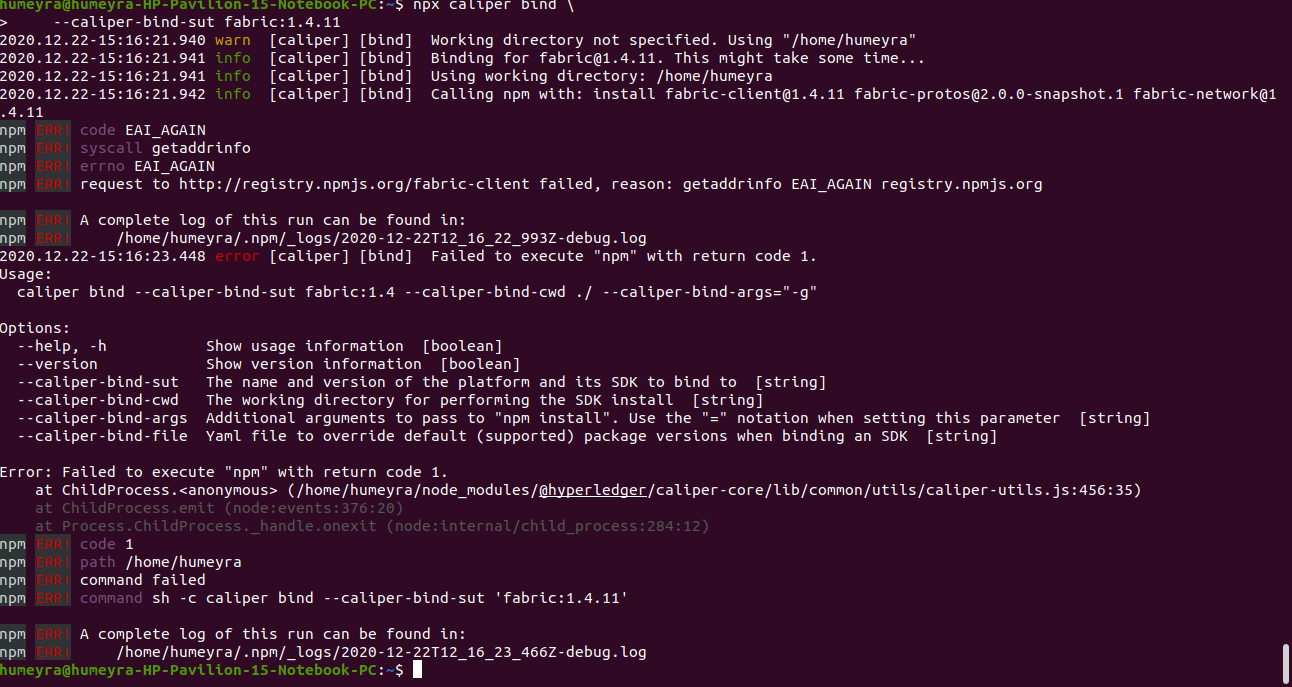 humeyra@humeyra-HP-Pavilion-15-Notebook-PC:~$ npx caliper bind \
>     --caliper-bind-sut fabric:1.4.11
2020.12.22-15:16:21.940 warn  [caliper] [bind]  Working directory not specified. Using "/home/humeyra"
2020.12.22-15:16:21.941 info  [caliper] [bind]  Binding for fabric@1.4.11. This might take some time...
2020.12.22-15:16:21.941 info  [caliper] [bind]  Using working directory: /home/humeyra
2020.12.22-15:16:21.942 info  [caliper] [bind]  Calling npm with: install fabric-client@1.4.11 fabric-protos@2.0.0-snapshot.1 fabric-network@1
.4.11
npm ERR! code EAI_AGAIN
npm ERR! syscall getaddrinfo
npm ERR! errno EAI_AGAIN
npm ERR! request to http://registry.npmjs.org/fabric-client failed, reason: getaddrinfo EAI_AGAIN registry.npmjs.org
npm ERR! A complete log of this run can be found in:
npm ERR!     /home/humeyra/.npm/_logs/2020-12-22T12_16_22_993Z-debug.log
2020.12.22-15:16:23.448 error [caliper] [bind]  Failed to execute "npm" with return code 1.
Usage:
  caliper bind --caliper-bind-sut fabric:1.4 --caliper-bind-cwd ./ --caliper-bind-args="-g"
Options:
  --help, -h           Show usage information  [boolean]
  --version            Show version information  [boolean]
  --caliper-bind-sut   The name and version of the platform and its SDK to bind to  [string]
  --caliper-bind-cwd   The working directory for performing the SDK install  [string]
  --caliper-bind-args  Additional arguments to pass to "npm install". Use the "=" notation when setting this parameter  [string]
  --caliper-bind-file  Yaml file to override default (supported) package versions when binding an SDK  [string]
Error: Failed to execute "npm" with return code 1.
    at ChildProcess.<anonymous> (/home/humeyra/node_modules/@hyperledger/caliper-core/lib/common/utils/caliper-utils.js:456:35)
    at ChildProcess.emit (node:events:376:20)
    at Process.ChildProcess._handle.onexit (node:internal/child_process:284:12)
npm ERR! code 1
npm ERR! path /home/humeyra
npm ERR! command failed
npm ERR! command sh -c caliper bind --caliper-bind-sut 'fabric:1.4.11'
npm ERR! A complete log of this run can be found in:
npm ERR!     /home/humeyra/.npm/_logs/2020-12-22T12_16_23_466Z-debug.log
humeyra@humeyra-HP-Pavilion-15-Notebook-PC:~$